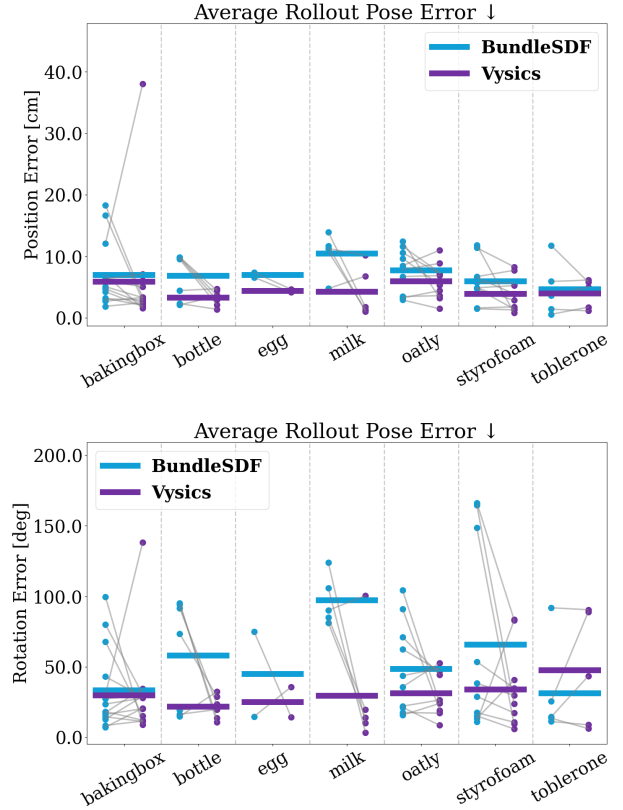 Average Rollout Pose Error ↓
BundleSDF
Vysics
Position Error [cm]
40.0
30.0
20.0
10.0
0.0
bakingbox
bottle
egg
milk
oatly
styrofoam
toblerone
Average Rollout Pose Error ↓
BundleSDF
Vysics
Rotation Error [deg]
200.0
150.0
100.0
50.0
0.0
bakingbox
bottle
egg
milk
oatly
styrofoam
toblerone